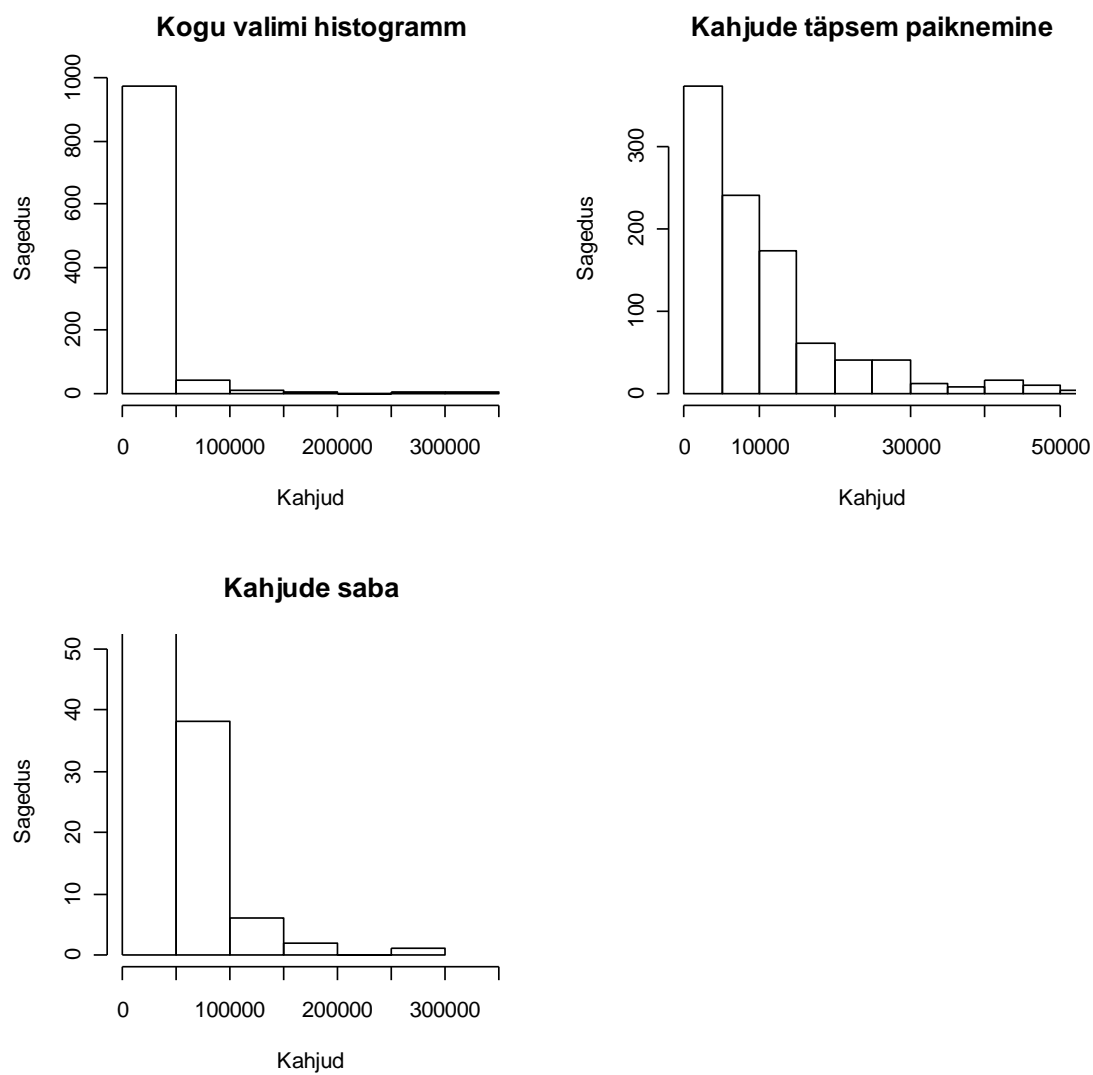 Kogu valimi histogramm
Sagedus
0 200 400 600 800 1000
0 100000 200000 300000
Kahjud
Kahjude täpsem paiknemine
Sagedus
0 100 200 300
0 10000 30000 50000
Kahjud
Kahjude saba
Sagedus
0 10 20 30 40 50
0 100000 200000 300000
Kahjud